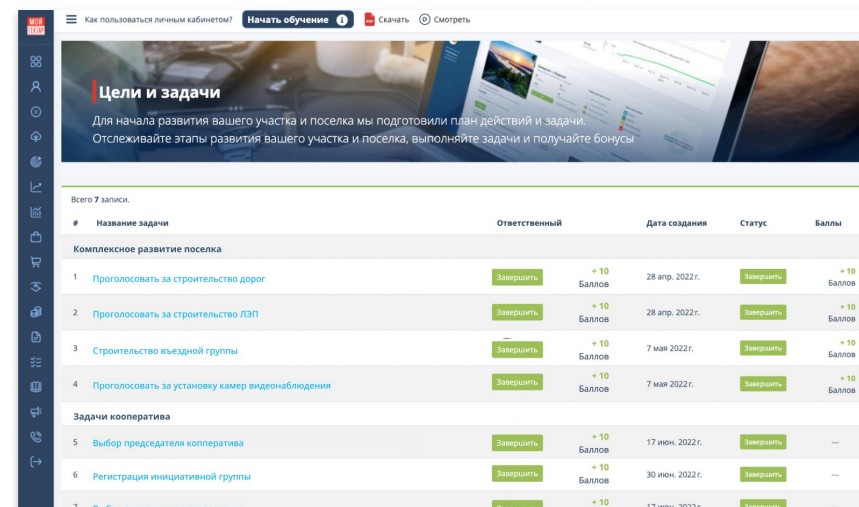 МОЙ
ГЕКТАР
Как пользоваться личным кабинетом? Начать обучение Скачать Смотреть
Цели и задачи
Для начала развития вашего участка и поселка мы подготовили план действий и задачи.
Отслеживайте этапы развития вашего участка и поселка, выполняйте задачи и получайте бонусы
Всего 7 записи.
# Название задачи Ответственный Дата создания Статус Баллы
Комплексное развитие поселка
1 Проголосовать за строительство дорог Завершить + 10 Баллов 28 апр. 2022 г. Завершить + 10 Баллов
2 Проголосовать за строительство ЛЭП Завершить + 10 Баллов 28 апр. 2022 г. Завершить + 10 Баллов
3 Строительство въездной группы Завершить + 10 Баллов 7 мая 2022 г. Завершить + 10 Баллов
4 Проголосовать за установку камер видеонаблюдения Завершить + 10 Баллов 7 мая 2022 г. Завершить + 10 Баллов
Задачи кооператива
5 Выбор председателя копператива Завершить + 10 Баллов 17 июн. 2022 г. Завершить ---
6 Регистрация инициативной группы Завершить + 10 Баллов 30 июн. 2022 г. Завершить ---
+ 10